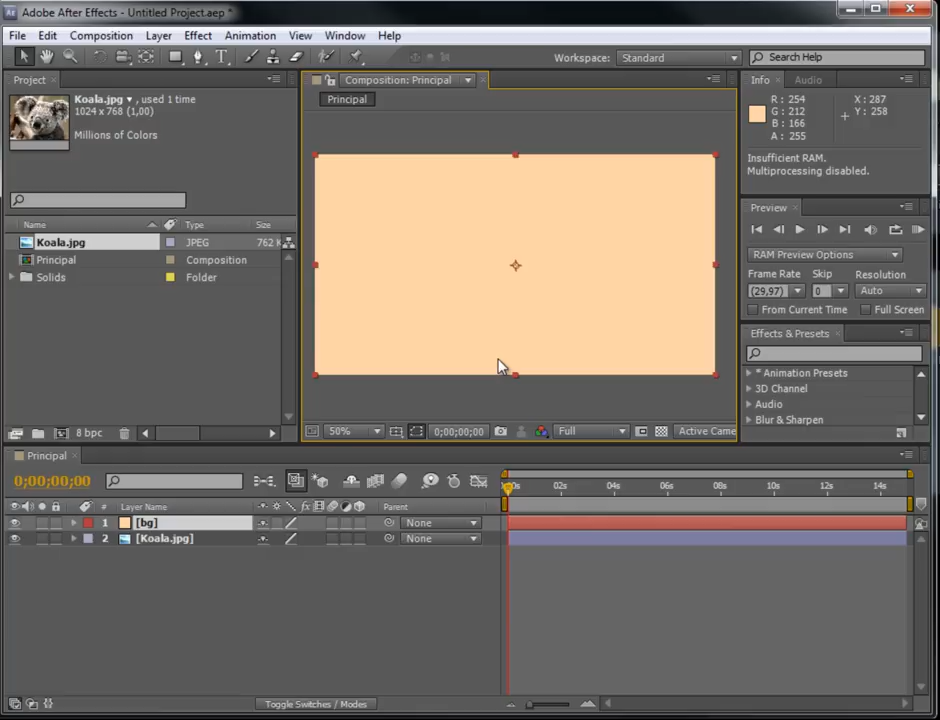 Adobe After Effects - Untitled Project.aep *
File Edit Composition Layer Effect Animation View Window Help
Workspace: Standard Search Help
Project
Koala.jpg ▾ , used 1 time
1024 x 768 (1,00)
Millions of Colors
Name Type Size
Koala.jpg JPEG 762 K
Principal Composition
Solids Folder
8 bpc
Composition: Principal
Principal
50% 0;00;00;00 Full Active Came
Info Audio
R : 254
G : 212
B : 166
A : 255
X : 287
Y : 258
Insufficient RAM.
Multiprocessing disabled.
Preview
RAM Preview Options
Frame Rate Skip Resolution
(29,97) 0 Auto
From Current Time Full Screen
Effects & Presets
* Animation Presets
3D Channel
Audio
Blur & Sharpen
Principal
0;00;00;00
02s 04s 06s 08s 10s 12s 14s
# Layer Name Parent
1 [bg] None
2 [Koala.jpg] None
Toggle Switches / Modes